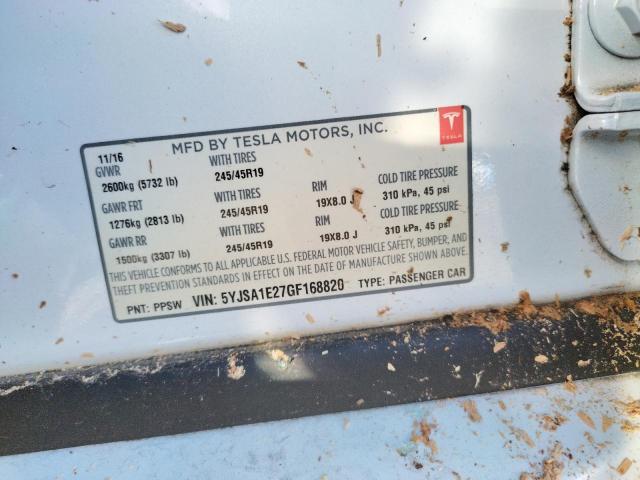 MFD BY TESLA MOTORS, INC.
TESLA
11/16
GVWR WITH TIRES
2600kg (5732 lb) 245/45R19
GAWR FRT WITH TIRES RIM COLD TIRE PRESSURE
1276kg (2813 lb) 245/45R19 19X8.0 J 310 kPa, 45 psi
GAWR RR WITH TIRES RIM COLD TIRE PRESSURE
1500kg (3307 lb) 245/45R19 19X8.0 J 310 kPa, 45 psi
THIS VEHICLE CONFORMS TO ALL APPLICABLE U.S. FEDERAL MOTOR VEHICLE SAFETY, BUMPER, AND
THEFT PREVENTION STANDARDS IN EFFECT ON THE DATE OF MANUFACTURE SHOWN ABOVE.
PNT: PPSW VIN: 5YJSA1E27GF168820 TYPE: PASSENGER CAR